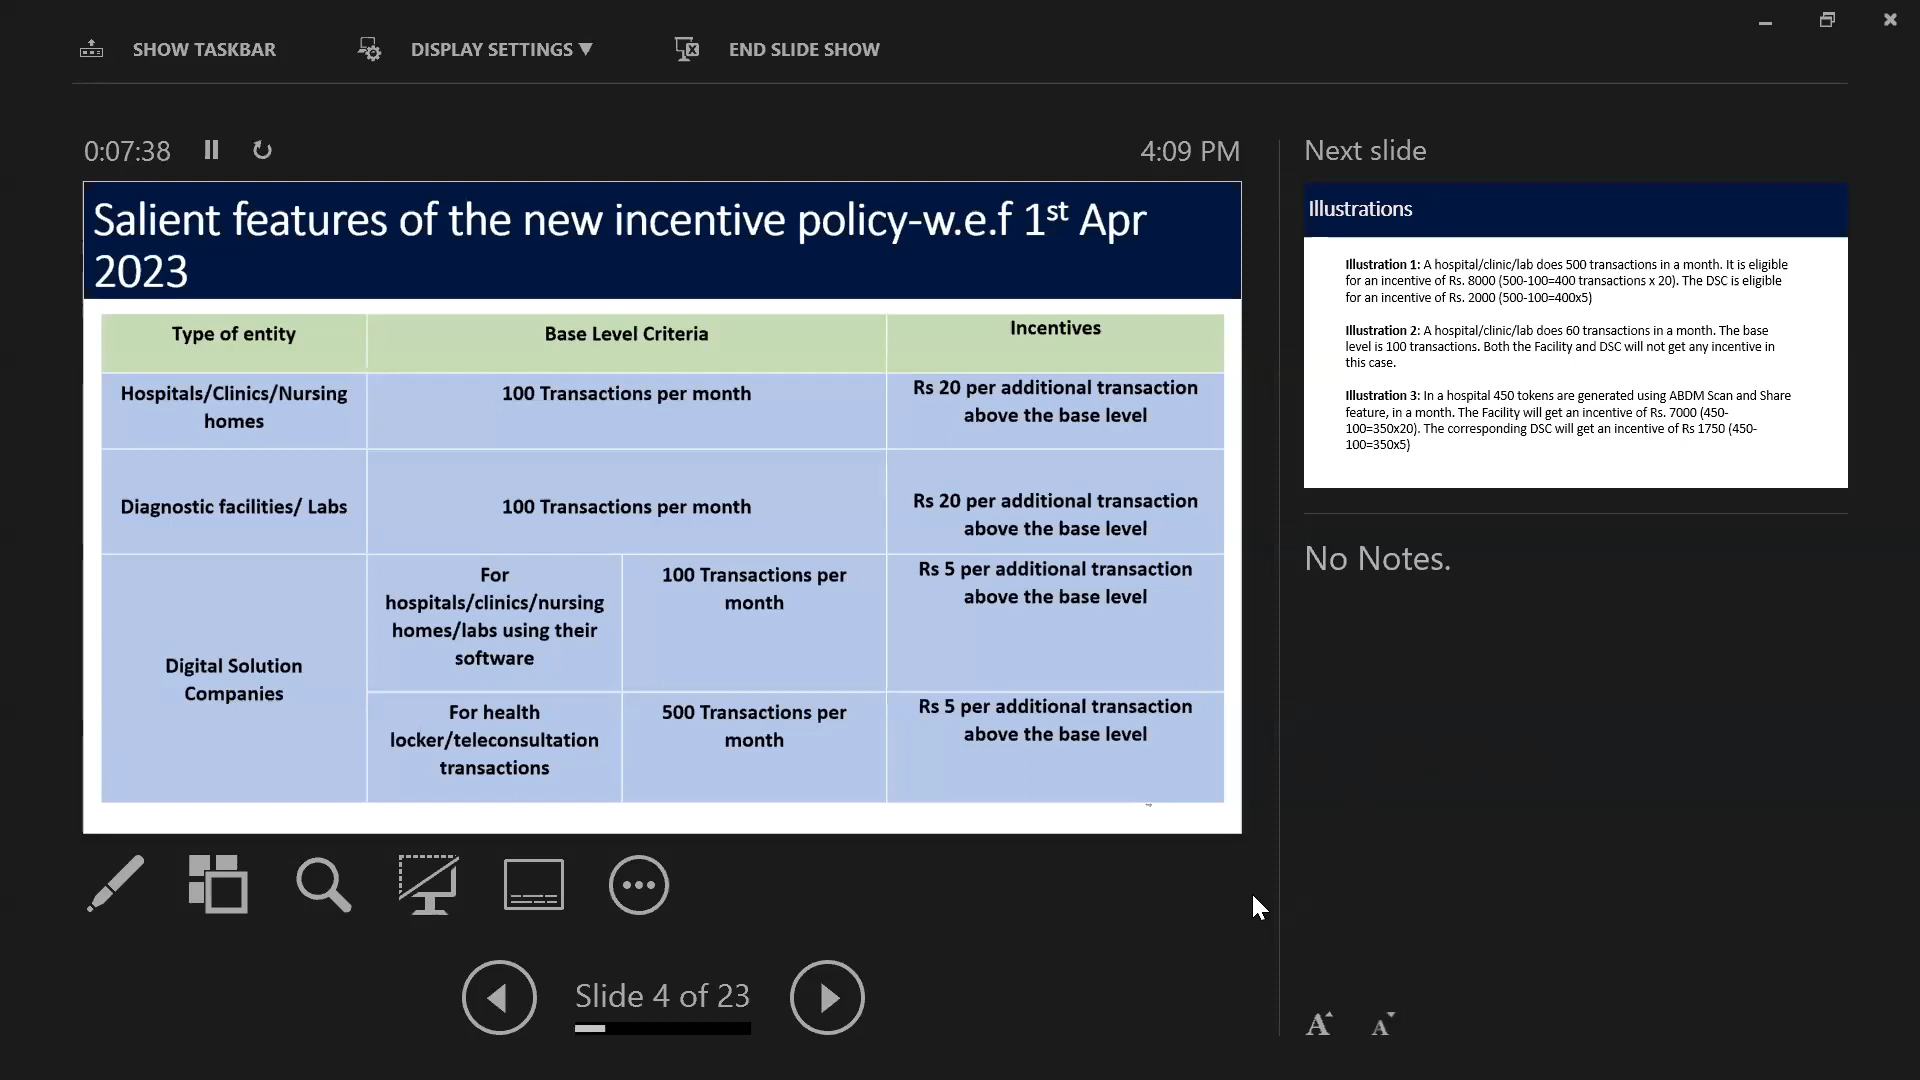 SHOW TASKBAR
DISPLAY SETTINGS ▼
END SLIDE SHOW
0:07:38
4:09 PM
Salient features of the new incentive policy-w.e.f 1st Apr
2023
Type of entity
Base Level Criteria
Incentives
Hospitals/Clinics/Nursing
homes
100 Transactions per month
Rs 20 per additional transaction
above the base level
Diagnostic facilities/ Labs
100 Transactions per month
Rs 20 per additional transaction
above the base level
Digital Solution
Companies
For
hospitals/clinics/nursing
homes/labs using their
software
100 Transactions per
month
Rs 5 per additional transaction
above the base level
For health
locker/teleconsultation
transactions
500 Transactions per
month
Rs 5 per additional transaction
above the base level
Slide 4 of 23
Next slide
Illustrations
Illustration 1: A hospital/clinic/lab does 500 transactions in a month. It is eligible
for an incentive of Rs. 8000 (500-100=400 transactions x 20). The DSC is eligible
for an incentive of Rs. 2000 (500-100=400x5)
Illustration 2: A hospital/clinic/lab does 60 transactions in a month. The base
level is 100 transactions. Both the Facility and DSC will not get any incentive in
this case.
Illustration 3: In a hospital 450 tokens are generated using ABDM Scan and Share
feature, in a month. The Facility will get an incentive of Rs. 7000 (450-
100=350x20). The corresponding DSC will get an incentive of Rs 1750 (450-
100=350x5)
No Notes.
A A